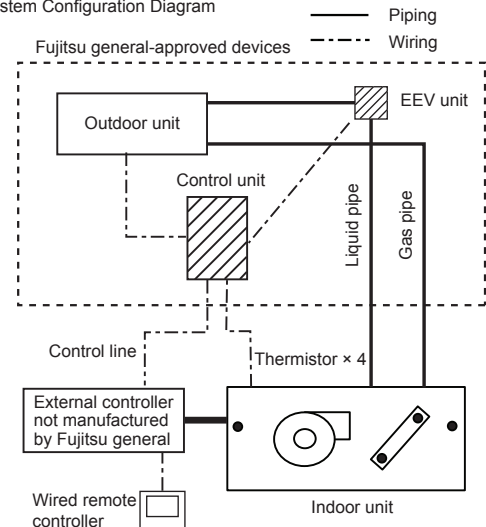 stem Configuration Diagram
Piping
Wiring
Fujitsu general-approved devices
EEV unit
Outdoor unit
Control unit
Liquid pipe
Gas pipe
Control line
Thermistor × 4
External controller
not manufactured
by Fujitsu general
Wired remote
controller
Indoor unit